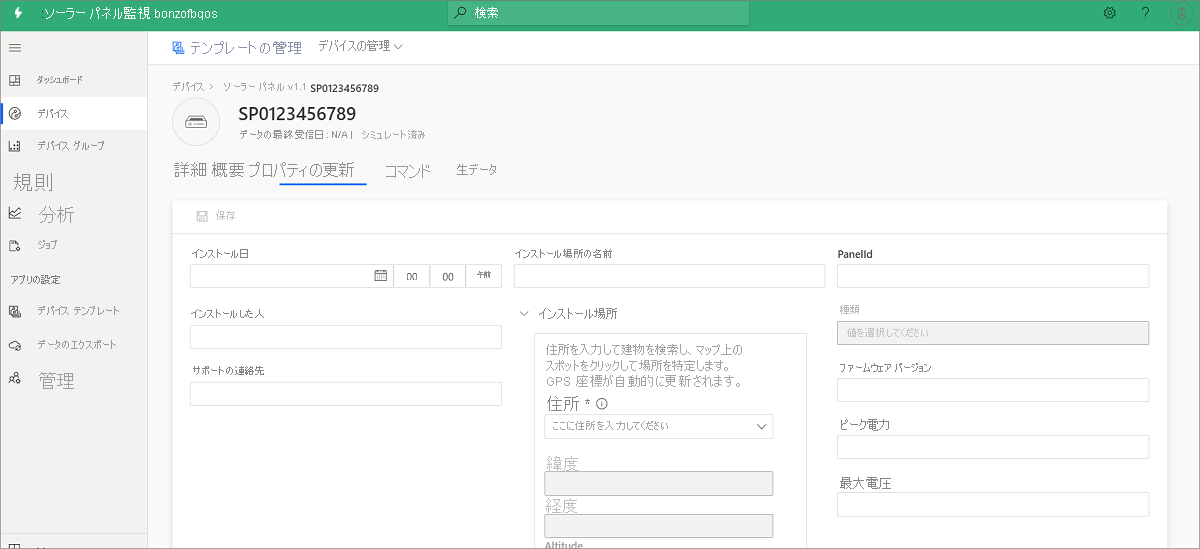 ソーラー パネル監視 bonzofbqos
検索
?
テンプレートの管理 デバイスの管理
ダッシュボード
デバイス
デバイス グループ
規則
分析
ジョブ
アプリの設定
デバイス テンプレート
データのエクスポート
管理
デバイス > ソーラー パネル v1.1 SP0123456789
SP0123456789
データの最終受信日: N/A | シミュレート済み
詳細 概要 プロパティの更新 コマンド 生データ
保存
インストール日
00 00 午前
インストールした人
サポートの連絡先
インストール場所の名前
インストール場所
住所を入力して建物を検索し、マップ上の
スポットをクリックして場所を特定します。
GPS 座標が自動的に更新されます。
住所 *
ここに住所を入力してください
緯度
経度
Altitude
PanelId
種類
値を選択してください
ファームウェア バージョン
ピーク電力
最大電圧